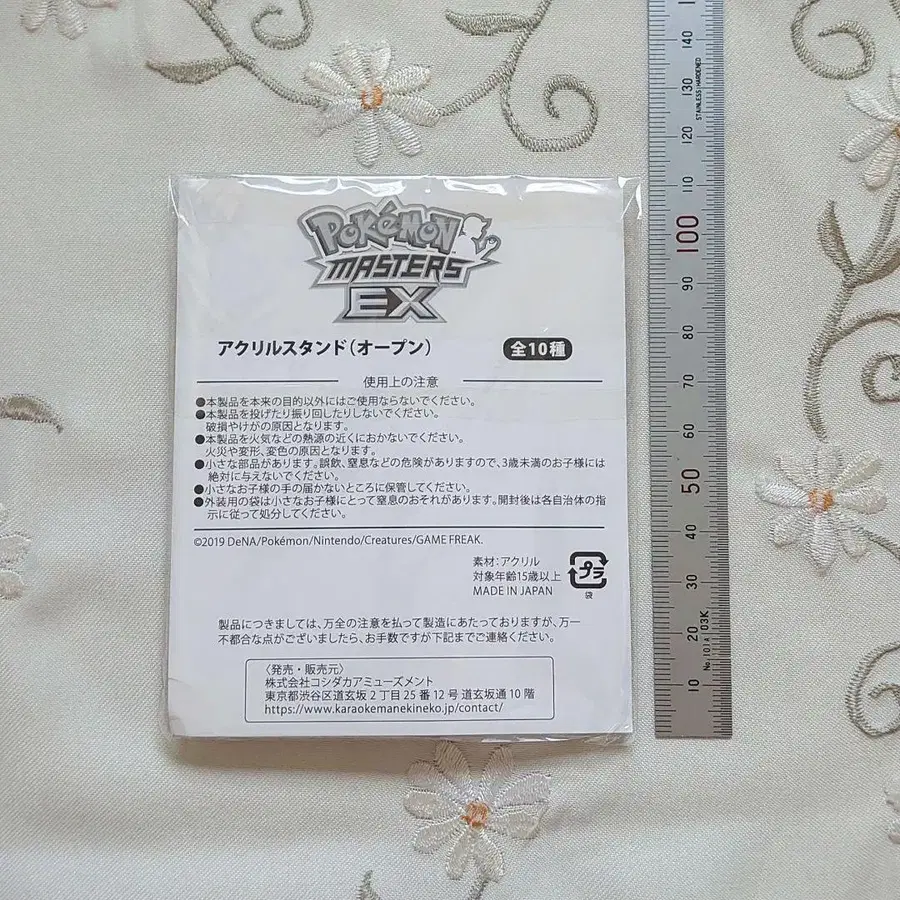 POKéMON
MASTERS
EX
アクリルスタンド(オープン) 全10種
使用上の注意
●本製品を本来の目的以外にはご使用ならないでください。
●本製品を投げたり振り回したりしないでください。
破損やけがの原因となります。
●本製品を火気などの熱源の近くにおかないでください。
火災や変形、変色の原因となります。
●小さな部品があります。誤飲、窒息などの危険がありますので、3歳未満のお子様には
絶対に与えないでください。
●小さなお子様の手の届かないところに保管してください。
●外装用の袋は小さなお子様にとって窒息のおそれがあります。開封後は各自治体の指
示に従って処分してください。
©2019 DeNA/Pokémon/Nintendo/Creatures/GAME FREAK.
素材:アクリル
対象年齢15歳以上
MADE IN JAPAN
プラ
袋
製品につきましては、万全の注意を払って製造にあたっておりますが、万一
不都合な点がございましたら、お手数ですが下記までご連絡ください。
〈発売・販売元〉
株式会社コシダカアミューズメント
東京都渋谷区道玄坂2丁目25番12号 道玄坂通10階
https://www.karaokemanekineko.jp/contact/
140
130
STAINLESS HARDENED
120
110
100
90
80
70
60
50
40
30
20
No.101A 03K
10